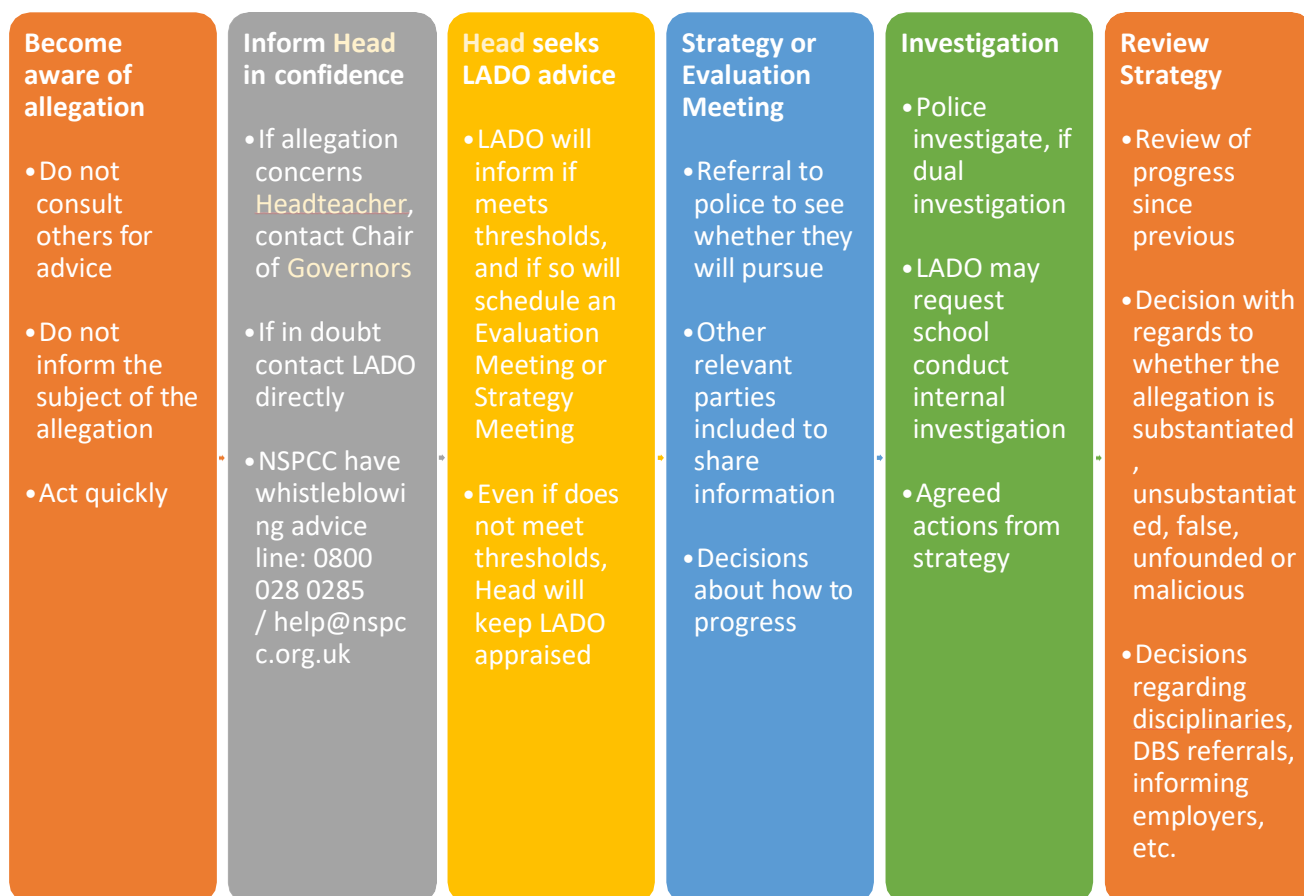 Become
aware of
allegation
•Do not
consult
others for
advice
•Do not
inform the
subject of the
allegation
•Act quickly
Inform Head
in confidence
•If allegation
concerns
Headteacher,
contact Chair
of Governors
•If in doubt
contact LADO
directly
•NSPCC have
whistleblowi
ng advice
line: 0800
028 0285
/ help@nspc
c.org.uk
Head seeks
LADO advice
•LADO will
inform if
meets
thresholds,
and if so will
schedule an
Evaluation
Meeting or
Strategy
Meeting
•Even if does
not meet
thresholds,
Head will
keep LADO
appraised
Strategy or
Evaluation
Meeting
•Referral to
police to see
whether they
will pursue
•Other
relevant
parties
included to
share
information
•Decisions
about how to
progress
Investigation
•Police
investigate, if
dual
investigation
•LADO may
request
school
conduct
internal
investigation
•Agreed
actions from
strategy
Review
Strategy
•Review of
progress
since
previous
•Decision with
regards to
whether the
allegation is
substantiated
,
unsubstantiat
ed, false,
unfounded or
malicious
•Decisions
regarding
disciplinaries,
DBS referrals,
informing
employers,
etc.